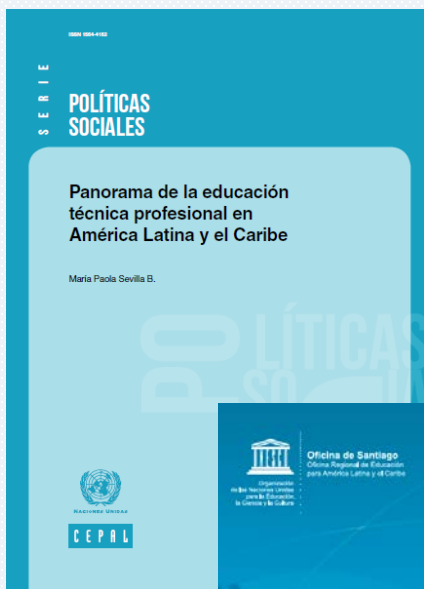 ISSN 1564-4162
SERIE
POLÍTICAS
SOCIALES
Panorama de la educación
técnica profesional en
América Latina y el Caribe
María Paola Sevilla B.
POLÍTICAS
NACIONES UNIDAS
CEPAL
Organización
de las Naciones Unidas
para la Educación,
la Ciencia y la Cultura
Oficina de Santiago
Oficina Regional de Educación
para América Latina y el Caribe